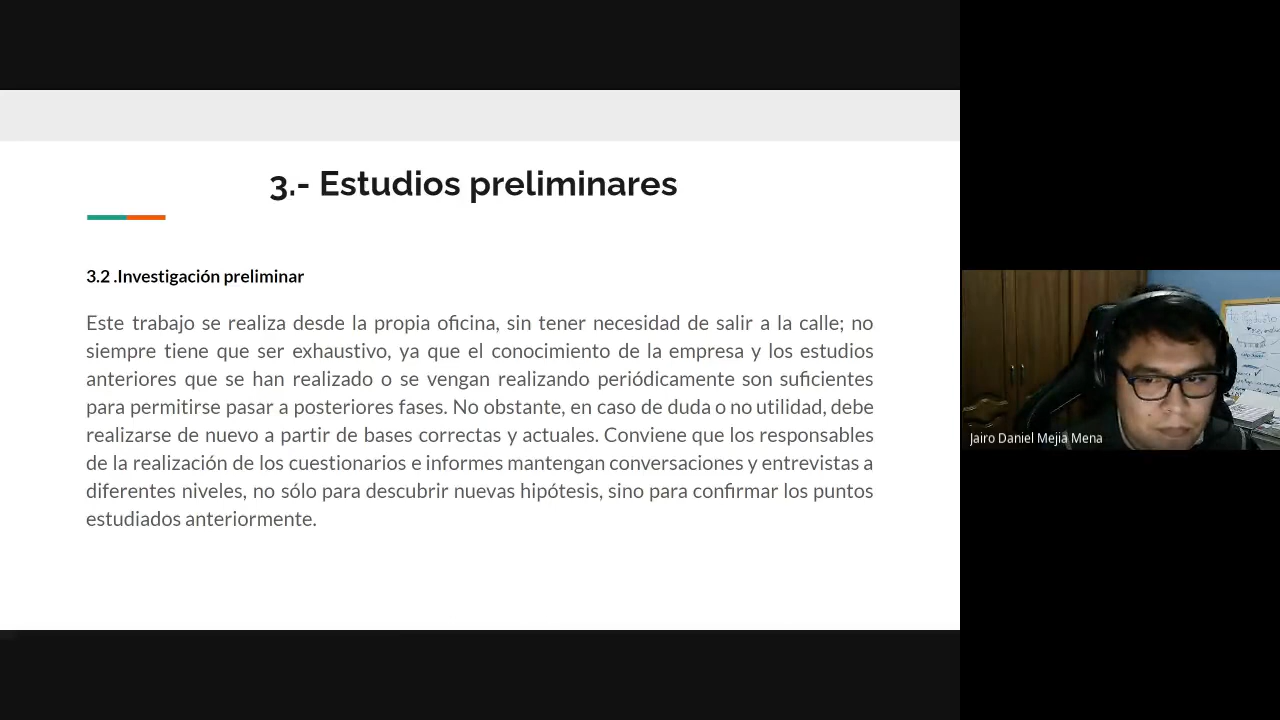 3.- Estudios preliminares
3.2 .Investigación preliminar
Este trabajo se realiza desde la propia oficina, sin tener necesidad de salir a la calle; no
siempre tiene que ser exhaustivo, ya que el conocimiento de la empresa y los estudios
anteriores que se han realizado o se vengan realizando periódicamente son suficientes
para permitirse pasar a posteriores fases. No obstante, en caso de duda o no utilidad, debe
realizarse de nuevo a partir de bases correctas y actuales. Conviene que los responsables
de la realización de los cuestionarios e informes mantengan conversaciones y entrevistas a
diferentes niveles, no sólo para descubrir nuevas hipótesis, sino para confirmar los puntos
estudiados anteriormente.
Jairo Daniel Mejia Mena